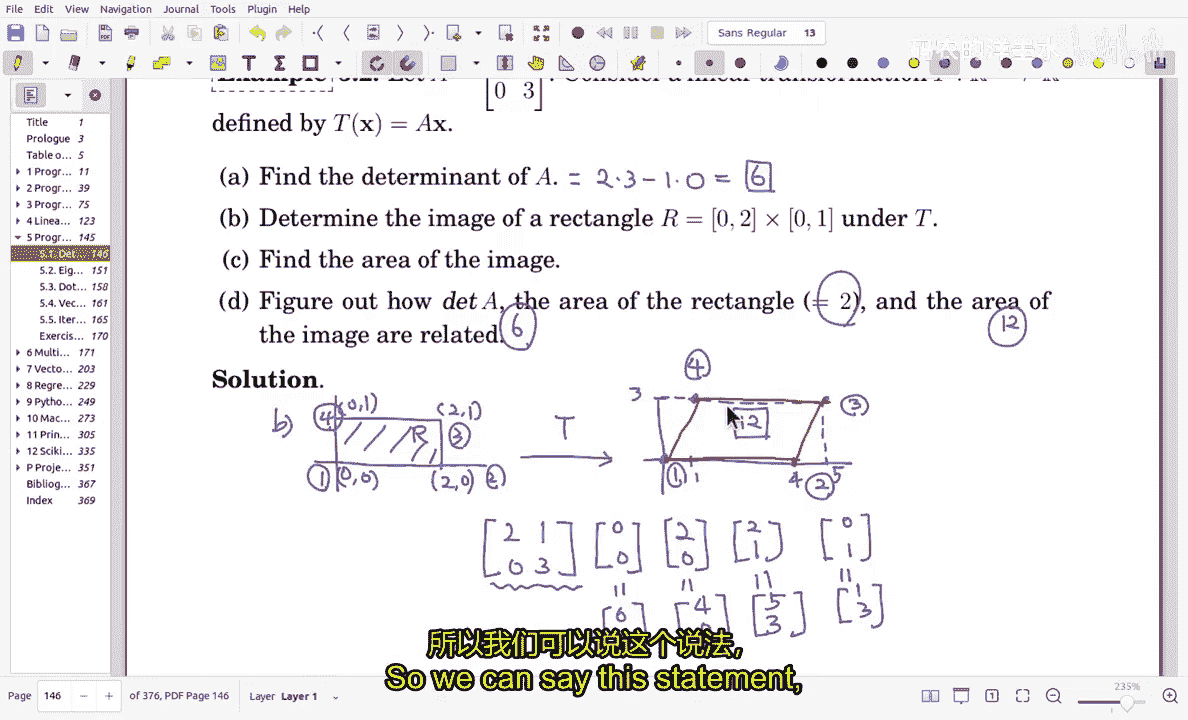 File Edit View Navigation Journal Tools Plugin Help
Sans Regular 13
Title 1
Prologue 3
Table o... 5
1 Progr... 11
2 Progr... 39
3 Progr... 75
4 Linea... 123
5 Progr... 145
5.1. Det... 146
5.2. Eig... 151
5.3. Dot... 158
5.4. Vec... 161
5.5. Iter... 165
Exercis... 170
6 Multi... 171
7 Vecto... 203
8 Regre... 229
9 Pytho... 249
10 Mac... 273
11 Prin... 305
12 Sciki... 335
P Proje... 351
Bibliog... 367
Index 369
0 3
defined by T(x) = Ax.
(a) Find the determinant of A. = 2·3 − 1·0 = 6
(b) Determine the image of a rectangle R = [0, 2] × [0, 1] under T.
(c) Find the area of the image.
(d) Figure out how det A, the area of the rectangle (= 2), and the area of
the image are related. 6 12
Solution.
b) 4 (0,1) (2,1) R 3 1 (0,0) (2,0) 2
T
3 4 3 12 1 1 4 2 5
[2 1] [0] [2] [2] [0]
[0 3] [0] [0] [1] [1]
= = = =
[0] [4] [5] [1]
[3] [3]
所以我们可以说这个说法，
So we can say this statement,
Page 146 − + of 376, PDF Page 146 Layer Layer 1 235%